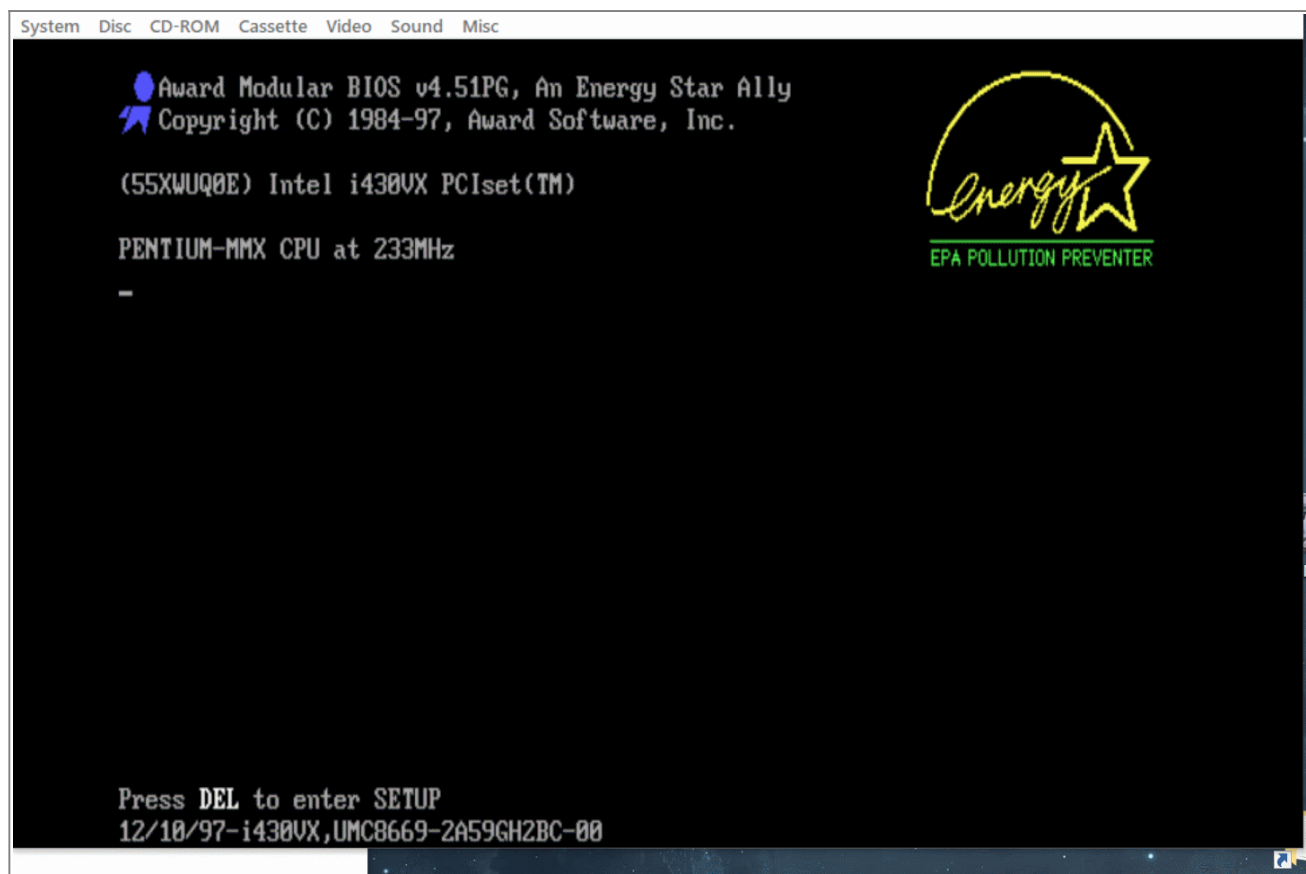 System Disc CD-ROM Cassette Video Sound Misc
Award Modular BIOS v4.51PG, An Energy Star Ally
Copyright (C) 1984-97, Award Software, Inc.
energy
EPA POLLUTION PREVENTER
(55XWUQ0E) Intel i430VX PCIset(TM)
PENTIUM-MMX CPU at 233MHz
Press DEL to enter SETUP
12/10/97-i430VX,UMC8669-2A59GH2BC-00